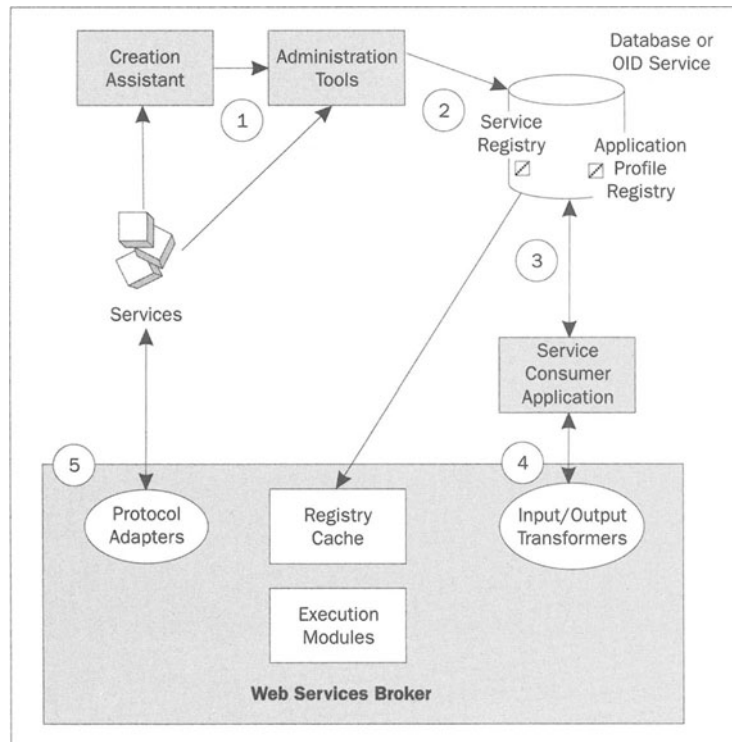 Creation
Assistant
Administration
Tools
Database or
OID Service
1
2
Service
Registry
Application
Profile
Registry
3
Services
Service
Consumer
Application
5
4
Protocol
Adapters
Registry
Cache
Input/Output
Transformers
Execution
Modules
Web Services Broker